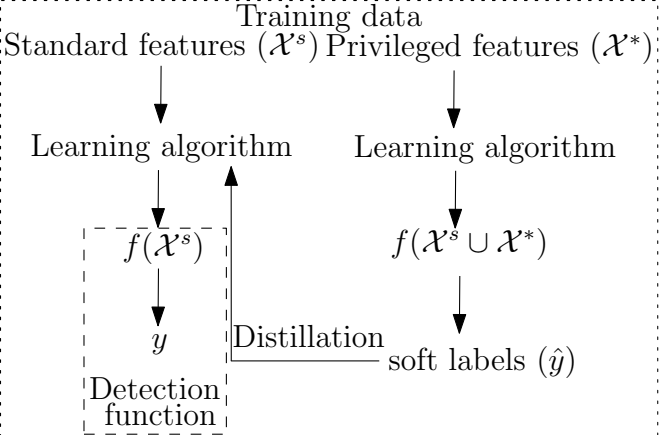 Training data
Standard features (𝒳ˢ) Privileged features (𝒳*)
Learning algorithm Learning algorithm
f(𝒳ˢ) f(𝒳ˢ ∪ 𝒳*)
y Distillation soft labels (ŷ)
Detection
function